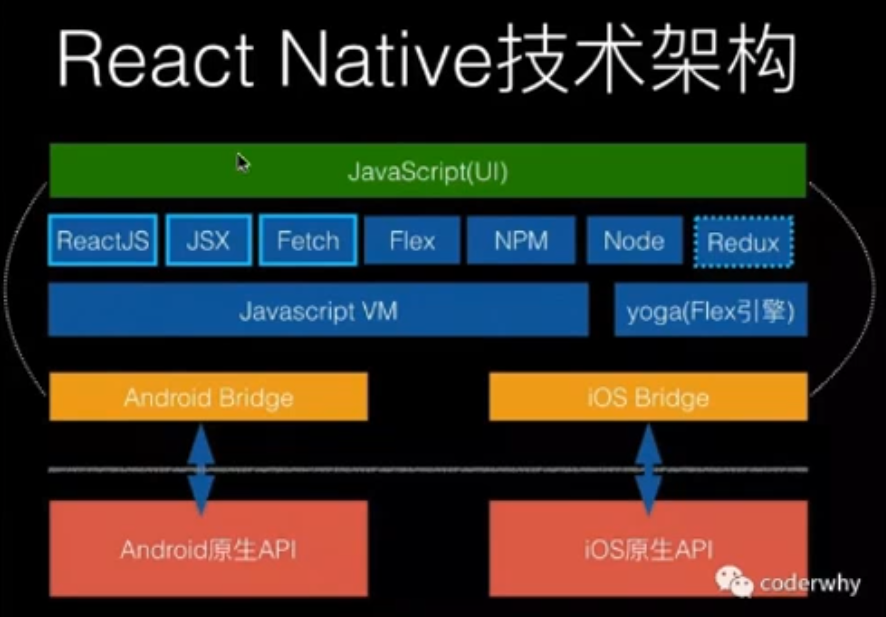 React Native技术架构
JavaScript(UI)
ReactJS
JSX
Fetch
Flex
NPM
Node
Redux
Javascript VM
yoga(Flex引擎)
Android Bridge
iOS Bridge
Android原生API
iOS原生API
coderwhy